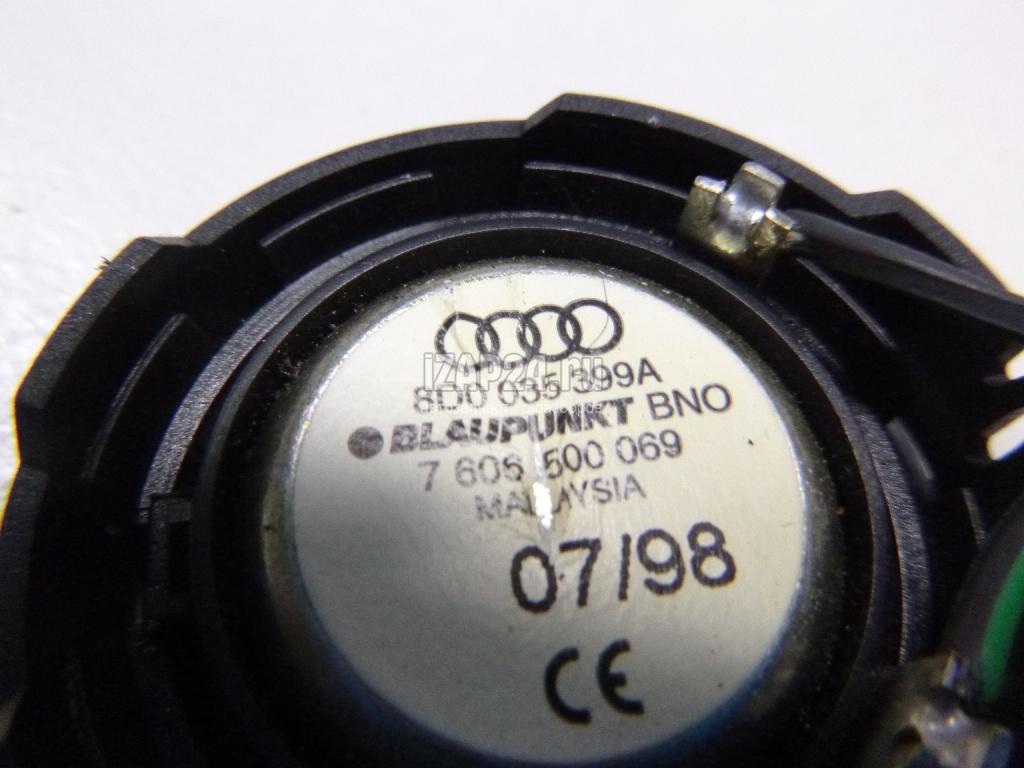 IZAP24.ru
8D0 035 399A
BLAUPUNKT BNO
7 606 500 069
MALAYSIA
07/98
CE